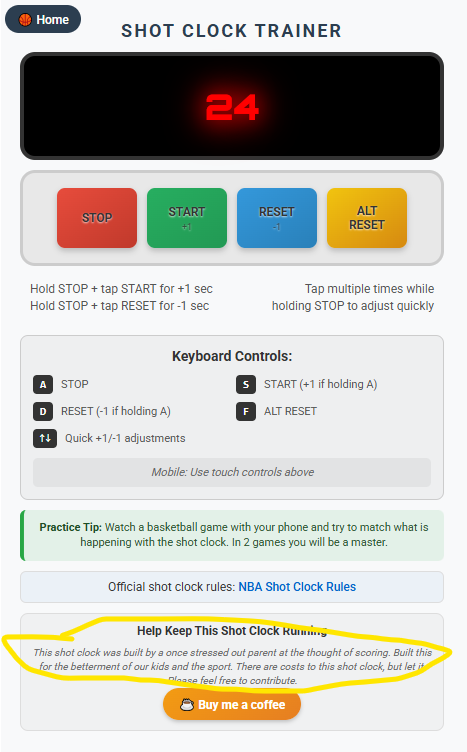 🏀 Home
SHOT CLOCK TRAINER
24
STOP
START
+1
RESET
-1
ALT
RESET
Hold STOP + tap START for +1 sec
Hold STOP + tap RESET for -1 sec
Tap multiple times while
holding STOP to adjust quickly
Keyboard Controls:
A STOP
S START (+1 if holding A)
D RESET (-1 if holding A)
F ALT RESET
↑↓ Quick +1/-1 adjustments
Mobile: Use touch controls above
Practice Tip: Watch a basketball game with your phone and try to match what is
happening with the shot clock. In 2 games you will be a master.
Official shot clock rules: NBA Shot Clock Rules
Help Keep This Shot Clock Running
This shot clock was built by a once stressed out parent at the thought of scoring. Built this
for the betterment of our kids and the sport. There are costs to this shot clock, but let it
Please feel free to contribute.
☕ Buy me a coffee